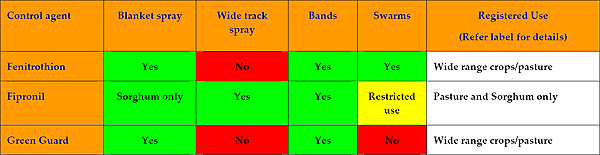 Control agent Blanket spray Wide track Bands Swarms Registered Use
spray
(Refer label for details)
Fenitrothion Yes No Yes Yes Wide range crops/pasture
Fipronil Sorghum only Yes Yes Restricted Pasture and Sorghum only
use
Green Guard Yes No Yes No Wide range crops/pasture